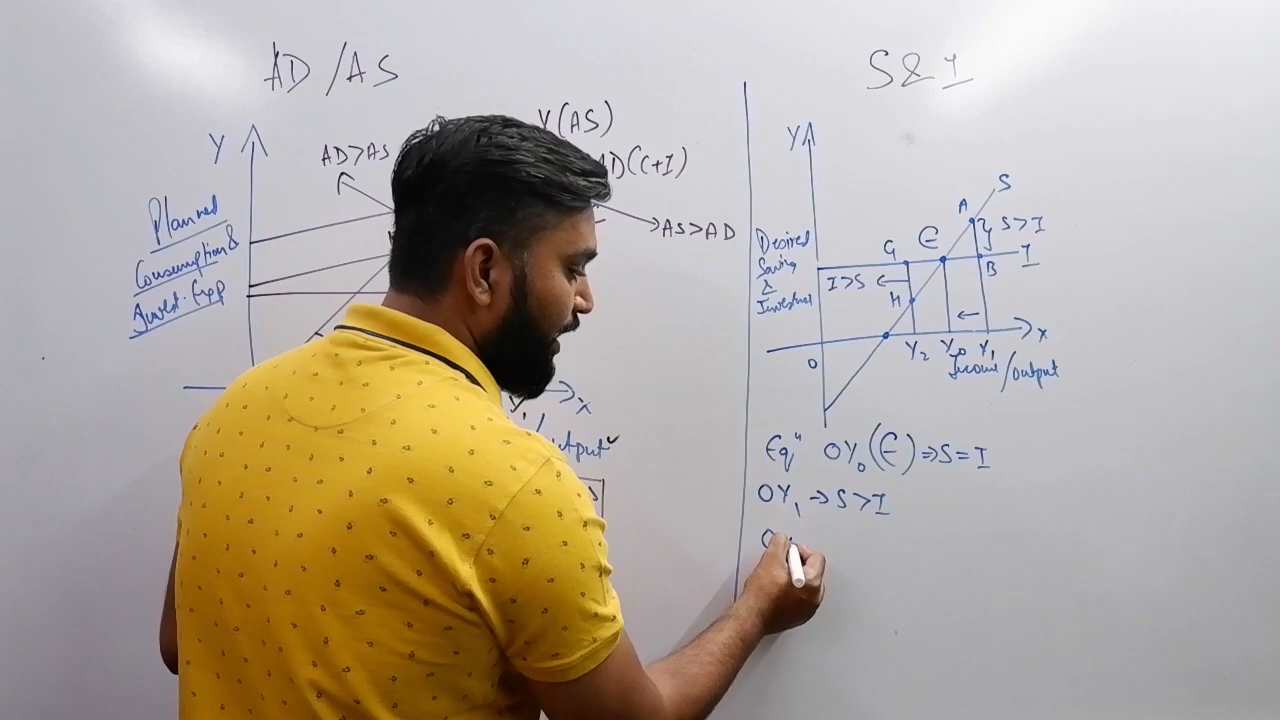 AD/AS
Y
AD>AS
Y(AS)
AD(C+I)
AS>AD
Planned
Consumption &
Invest. Exp
Y1
X
/
output
S
S & I
Y
Desired
Saving
&
Investment
S
A
S>I
G
E
I
B
I>S
H
O
Y2
Y0
Y1
X
Income/output
Eqn OY0(E) ⇒ S=I
OY1 → S>I
O